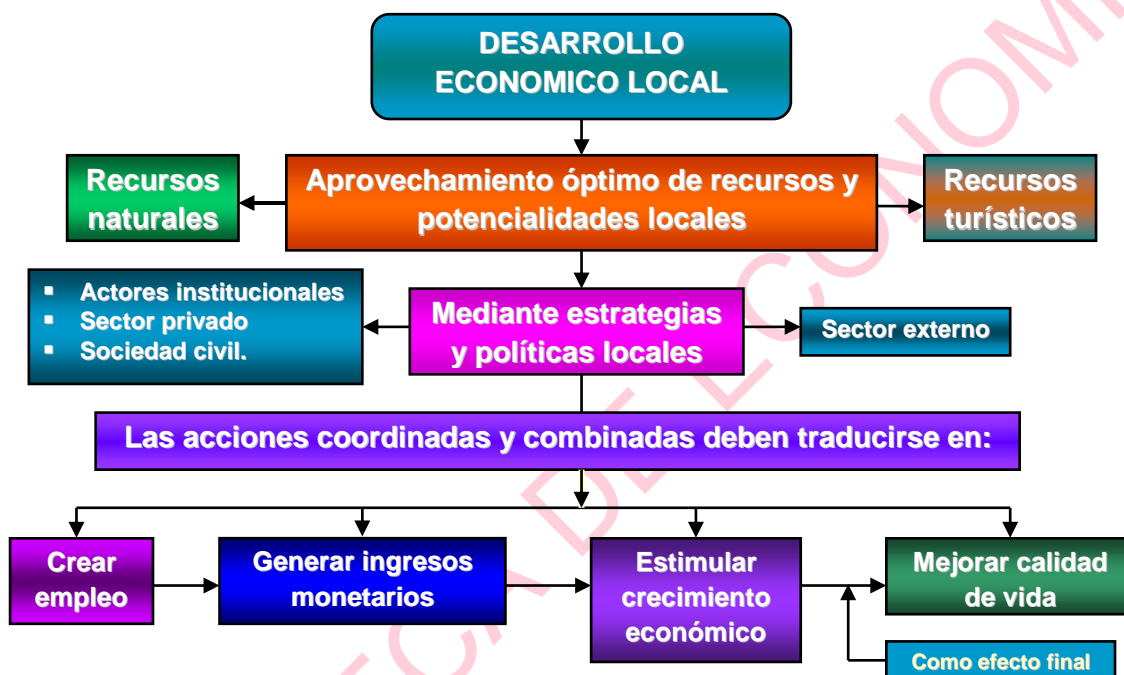 DESARROLLO
ECONOMICO LOCAL
Recursos
naturales
Aprovechamiento óptimo de recursos y
potencialidades locales
Recursos
turísticos
▪ Actores institucionales
▪ Sector privado
▪ Sociedad civil.
Mediante estrategias
y políticas locales
Sector externo
Las acciones coordinadas y combinadas deben traducirse en:
Crear
empleo
Generar ingresos
monetarios
Estimular
crecimiento
económico
Mejorar calidad
de vida
Como efecto final
DE ECONOM